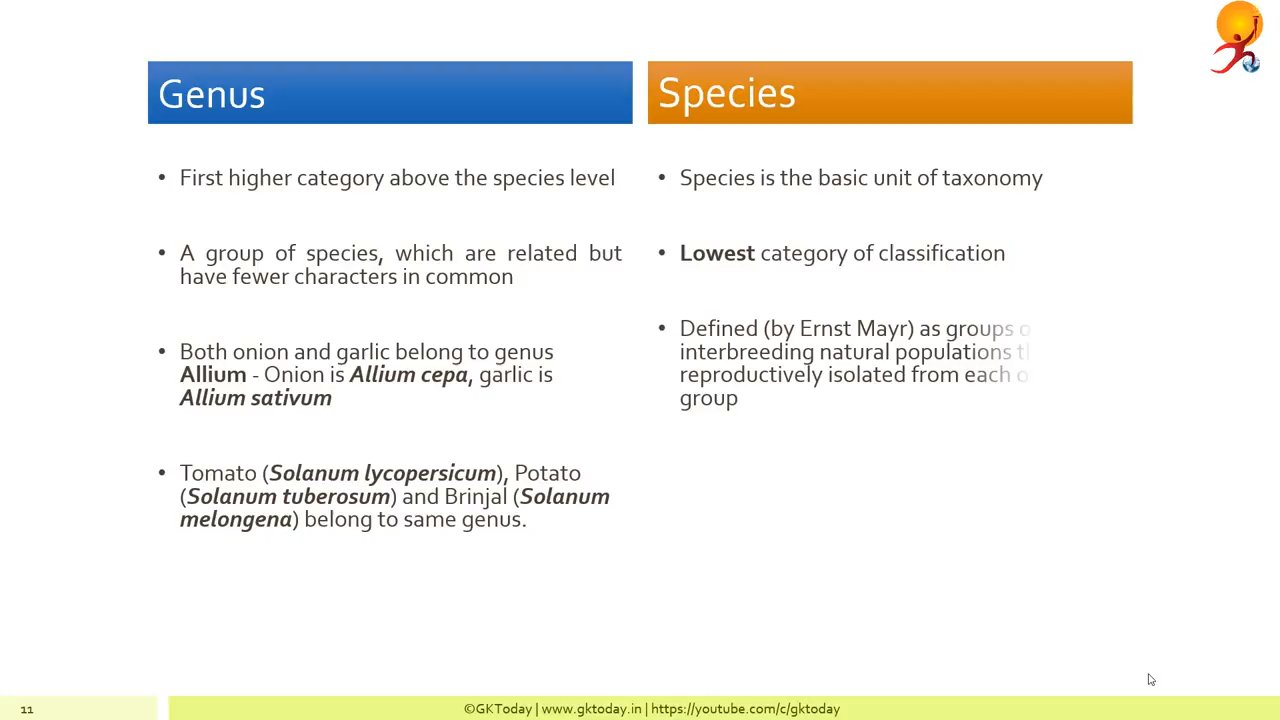 Genus
First higher category above the species level
A group of species, which are related but
have fewer characters in common
Both onion and garlic belong to genus
Allium - Onion is Allium cepa, garlic is
Allium sativum
Tomato (Solanum lycopersicum), Potato
(Solanum tuberosum) and Brinjal (Solanum
melongena) belong to same genus.
Species
Species is the basic unit of taxonomy
Lowest category of classification
Defined (by Ernst Mayr) as groups
interbreeding natural populations
reproductively isolated from each
group
11
©GKToday | www.gktoday.in | https://youtube.com/c/gktoday